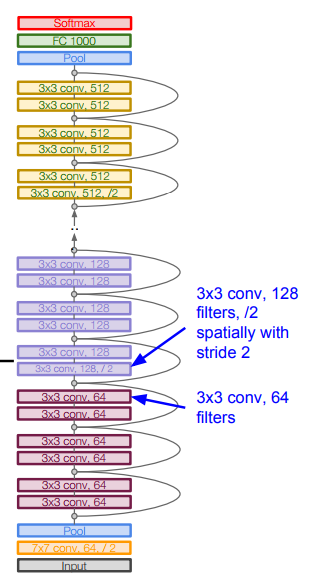 Softmax
FC 1000
Pool
3x3 conv, 512
3x3 conv, 512
3x3 conv, 512
3x3 conv, 512
3x3 conv, 512
3x3 conv, 512, /2
..
3x3 conv, 128
3x3 conv, 128
3x3 conv, 128
3x3 conv, 128
3x3 conv, 128
3x3 conv, 128, / 2
3x3 conv, 128
filters, /2
spatially with
stride 2
3x3 conv, 64
3x3 conv, 64
3x3 conv, 64
3x3 conv, 64
3x3 conv, 64
3x3 conv, 64
3x3 conv, 64
filters
Pool
7x7 conv, 64, / 2
Input